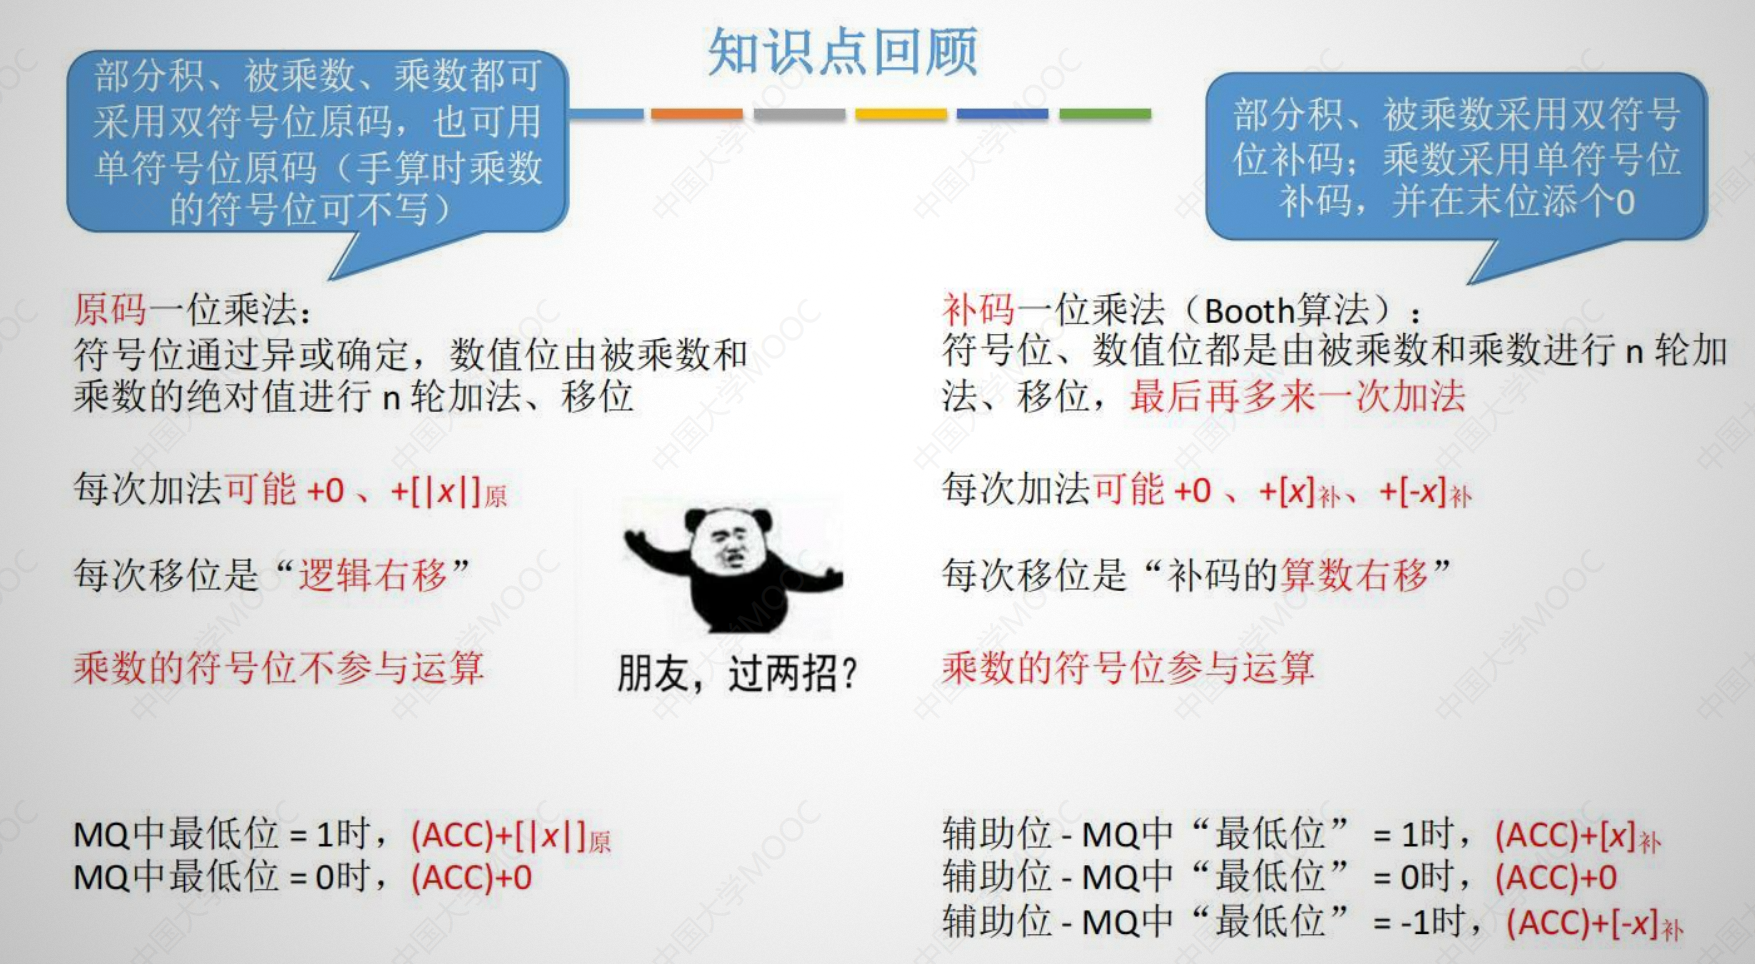 知识点回顾
部分积、被乘数、乘数都可
采用双符号位原码，也可用
单符号位原码（手算时乘数
的符号位可不写）
部分积、被乘数采用双符号
位补码；乘数采用单符号位
补码，并在末位添个0
原码一位乘法：
符号位通过异或确定，数值位由被乘数和
乘数的绝对值进行 n 轮加法、移位
每次加法可能 +0 、+[|x|]原
每次移位是“逻辑右移”
乘数的符号位不参与运算
MQ中最低位 = 1时，(ACC)+[|x|]原
MQ中最低位 = 0时，(ACC)+0
朋友，过两招？
补码一位乘法（Booth算法）：
符号位、数值位都是由被乘数和乘数进行 n 轮加
法、移位，最后再多来一次加法
每次加法可能 +0 、+[x]补、+[-x]补
每次移位是“补码的算数右移”
乘数的符号位参与运算
辅助位 - MQ中“最低位” = 1时，(ACC)+[x]补
辅助位 - MQ中“最低位” = 0时，(ACC)+0
辅助位 - MQ中“最低位” = -1时，(ACC)+[-x]补
中国大学MOOC